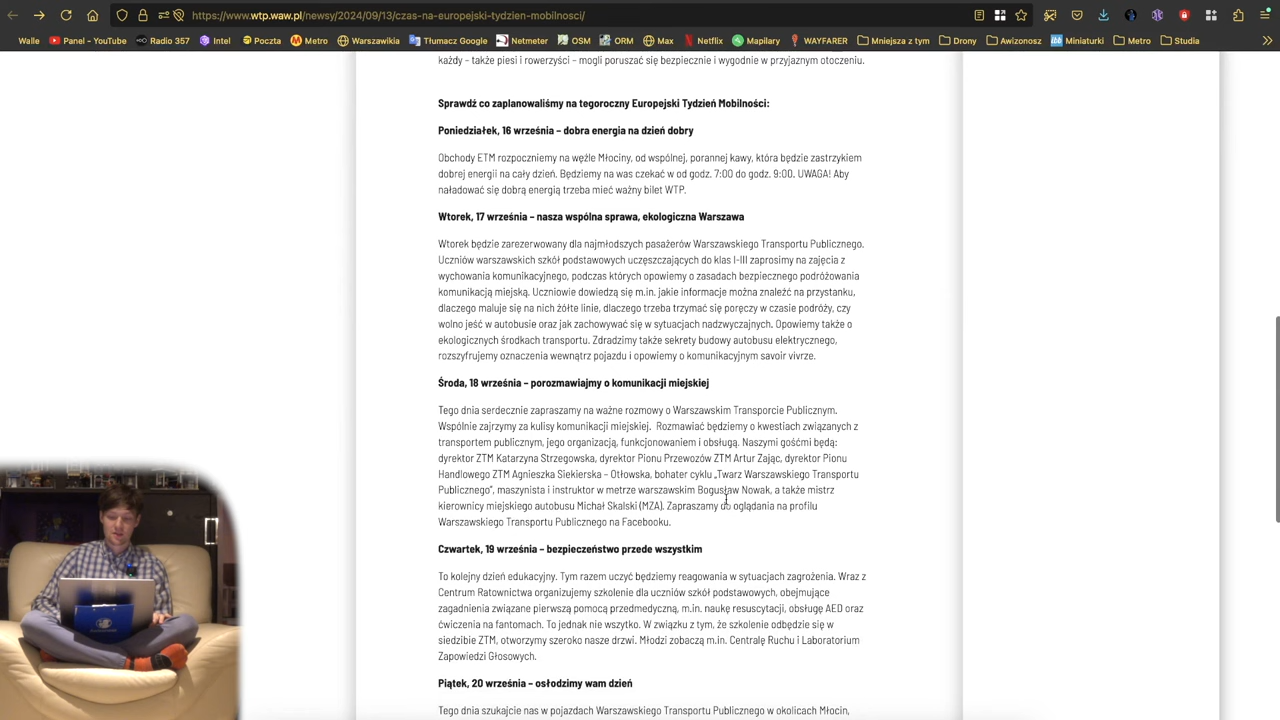 https://www.wtp.waw.pl/newsy/2024/09/13/czas-na-europejski-tydzien-mobilnosci/
Walle Panel - YouTube Radio 357 Intel Poczta Metro Warszawikia Tłumacz Google Netmeter OSM ORM Max Netflix Mapilary WAYFARER Mniejsza z tym Drony Awizonosz Miniaturki Metro Studia
każdy – także piesi i rowerzyści – mogli poruszać się bezpiecznie i wygodnie w przyjaznym otoczeniu.
Sprawdź co zaplanowaliśmy na tegoroczny Europejski Tydzień Mobilności:
Poniedziałek, 16 września – dobra energia na dzień dobry
Obchody ETM rozpoczniemy na węźle Młociny, od wspólnej, porannej kawy, która będzie zastrzykiem
dobrej energii na cały dzień. Będziemy na was czekać w od godz. 7:00 do godz. 9:00. UWAGA! Aby
naładować się dobrą energią trzeba mieć ważny bilet WTP.
Wtorek, 17 września – nasza wspólna sprawa, ekologiczna Warszawa
Wtorek będzie zarezerwowany dla najmłodszych pasażerów Warszawskiego Transportu Publicznego.
Uczniów warszawskich szkół podstawowych uczęszczających do klas I-III zaprosimy na zajęcia z
wychowania komunikacyjnego, podczas których opowiemy o zasadach bezpiecznego podróżowania
komunikacją miejską. Uczniowie dowiedzą się m.in. jakie informacje można znaleźć na przystanku,
dlaczego maluje się na nich żółte linie, dlaczego trzeba trzymać się poręczy w czasie podróży, czy
wolno jeść w autobusie oraz jak zachowywać się w sytuacjach nadzwyczajnych. Opowiemy także o
ekologicznych środkach transportu. Zdradzimy także sekrety budowy autobusu elektrycznego,
rozszyfrujemy oznaczenia wewnątrz pojazdu i opowiemy o komunikacyjnym savoir vivrze.
Środa, 18 września – porozmawiajmy o komunikacji miejskiej
Tego dnia serdecznie zapraszamy na ważne rozmowy o Warszawskim Transporcie Publicznym.
Wspólnie zajrzymy za kulisy komunikacji miejskiej. Rozmawiać będziemy o kwestiach związanych z
transportem publicznym, jego organizacją, funkcjonowaniem i obsługą. Naszymi gośćmi będą:
dyrektor ZTM Katarzyna Strzegowska, dyrektor Pionu Przewozów ZTM Artur Zając, dyrektor Pionu
Handlowego ZTM Agnieszka Siekierska – Otłowska, bohater cyklu „Twarz Warszawskiego Transportu
Publicznego”, maszynista i instruktor w metrze warszawskim Bogusław Nowak, a także mistrz
kierownicy miejskiego autobusu Michał Skalski (MZA). Zapraszamy do oglądania na profilu
Warszawskiego Transportu Publicznego na Facebooku.
Czwartek, 19 września – bezpieczeństwo przede wszystkim
To kolejny dzień edukacyjny. Tym razem uczyć będziemy reagowania w sytuacjach zagrożenia. Wraz z
Centrum Ratownictwa organizujemy szkolenie dla uczniów szkół podstawowych, obejmujące
zagadnienia związane pierwszą pomocą przedmedyczną, m.in. naukę resuscytacji, obsługę AED oraz
ćwiczenia na fantomach. To jednak nie wszytko. W związku z tym, że szkolenie odbędzie się w
siedzibie ZTM, otworzymy szeroko nasze drzwi. Młodzi zobaczą m.in. Centralę Ruchu i Laboratorium
Zapowiedzi Głosowych.
Piątek, 20 września – osłodzimy wam dzień
Tego dnia szukajcie nas w pojazdach Warszawskiego Transportu Publicznego w okolicach Młocin,